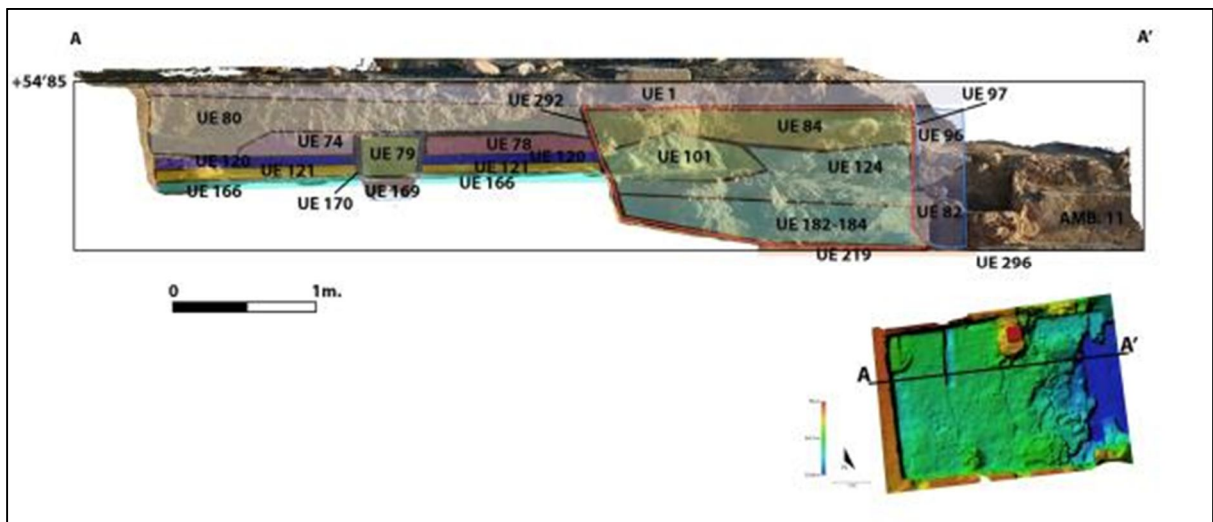 A A'
+54'85
UE 292 UE 1 UE 97
UE 80 UE 84 UE 96
UE 74 UE 79 UE 78 UE 101 UE 124
UE 120 UE 120
UE 121 UE 121
UE 166 UE 169 UE 166
UE 170 UE 82 AMB. 11
UE 182-184
UE 219 UE 296
0 1m.
A A'